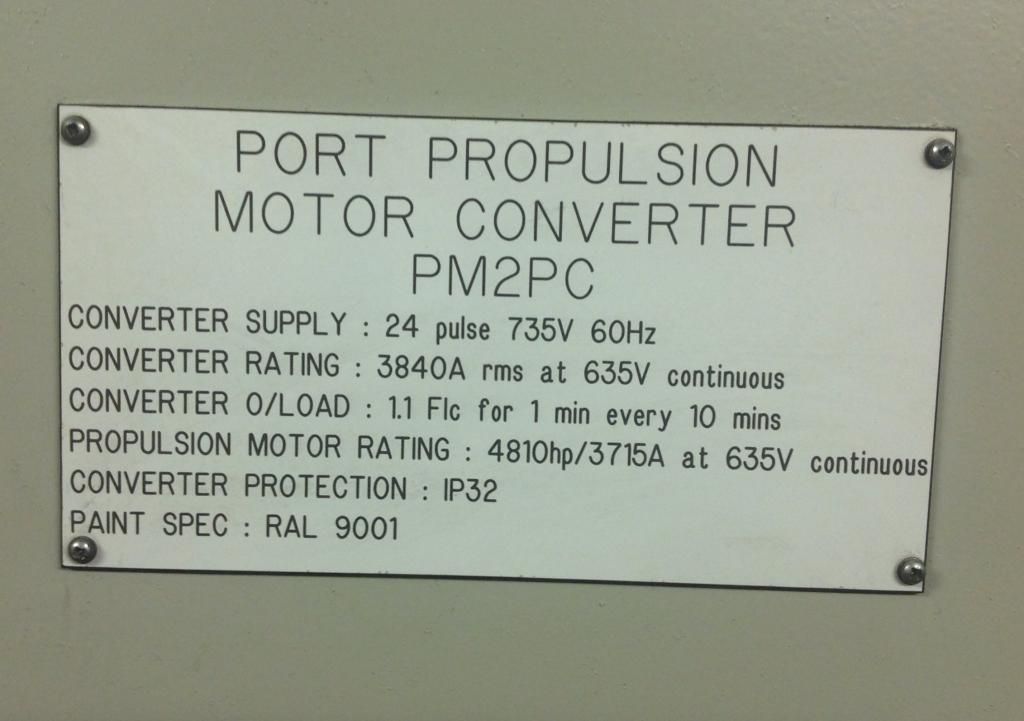 PORT PROPULSION
MOTOR CONVERTER
PM2PC
CONVERTER SUPPLY : 24 pulse 735V 60Hz
CONVERTER RATING : 3840A rms at 635V continuous
CONVERTER O/LOAD : 1.1 Flc for 1 min every 10 mins
PROPULSION MOTOR RATING : 4810hp/3715A at 635V continuous
CONVERTER PROTECTION : IP32
PAINT SPEC : RAL 9001